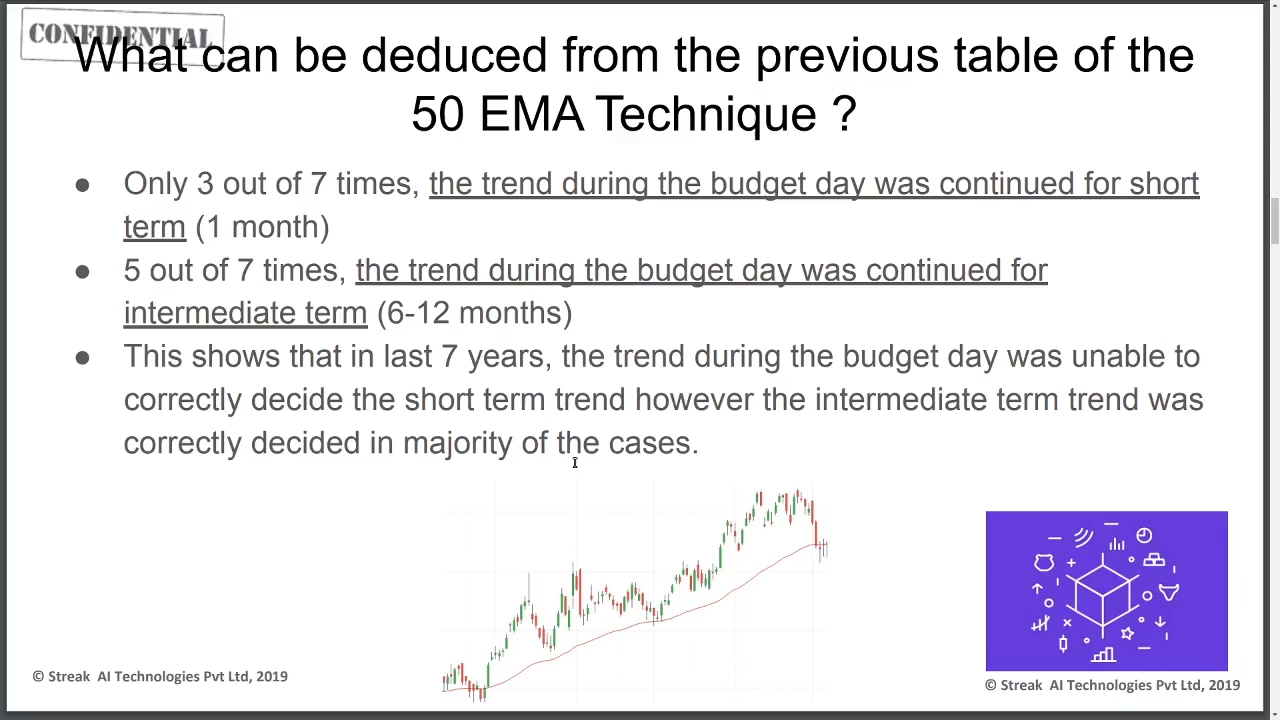 CONFIDENTIAL
What can be deduced from the previous table of the
50 EMA Technique ?
● Only 3 out of 7 times, the trend during the budget day was continued for short
term (1 month)
● 5 out of 7 times, the trend during the budget day was continued for
intermediate term (6-12 months)
● This shows that in last 7 years, the trend during the budget day was unable to
correctly decide the short term trend however the intermediate term trend was
correctly decided in majority of the cases.
© Streak AI Technologies Pvt Ltd, 2019
© Streak AI Technologies Pvt Ltd, 2019